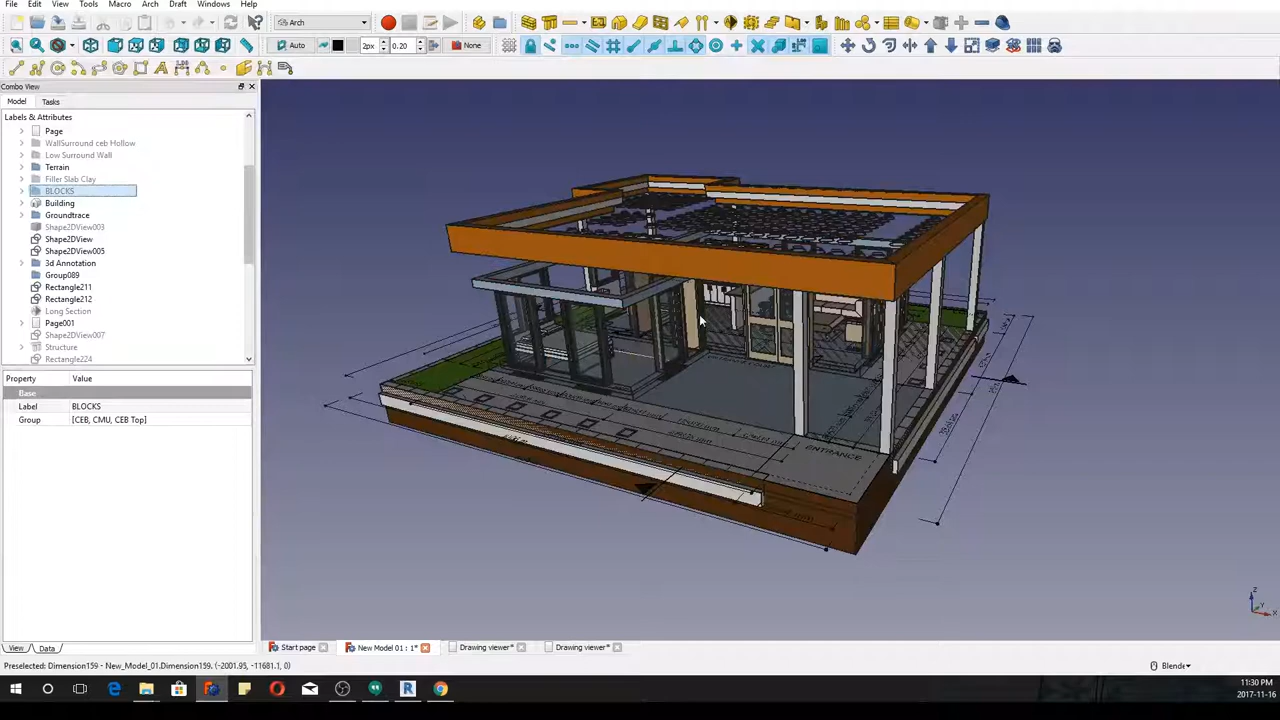 File Edit View Tools Macro Arch Draft Windows Help
Arch
Auto 2px 0.20 None
Combo View
Model Tasks
Labels & Attributes
Page
WallSurround ceb Hollow
Low Surround Wall
Terrain
Filler Slab Clay
BLOCKS
Building
Groundtrace
Shape2DView003
Shape2DView
Shape2DView005
3d Annotation
Group089
Rectangle211
Rectangle212
Long Section
Page001
Shape2DView007
Structure
Rectangle224
Property Value
Base
Label BLOCKS
Group [CEB, CMU, CEB Top]
ENTRANCE
View Data
Start page New Model 01 : 1* Drawing viewer* Drawing viewer*
Preselected: Dimension159 - New_Model_01.Dimension159. (-2001.93, -11681.1, 0)
Blende
11:30 PM
2017-11-16